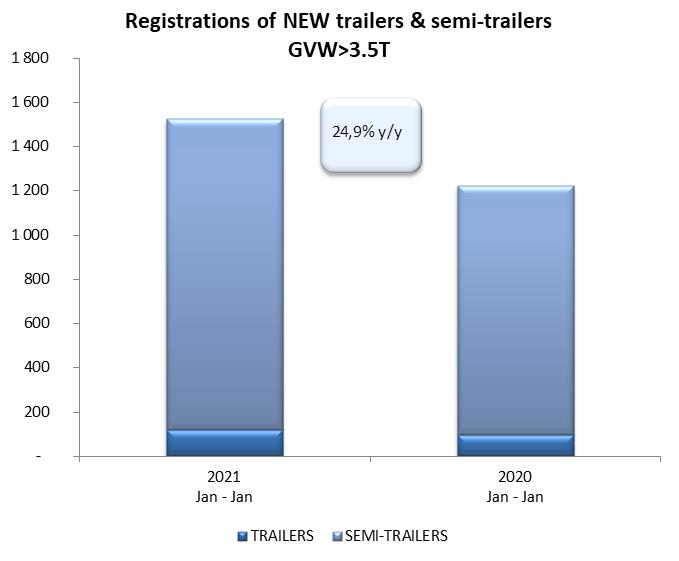 Registrations of NEW trailers & semi-trailers
GVW>3.5T
1 800
1 600
1 400
1 200
1 000
800
600
400
200
-
24,9% y/y
2021
Jan - Jan
2020
Jan - Jan
TRAILERS
SEMI-TRAILERS